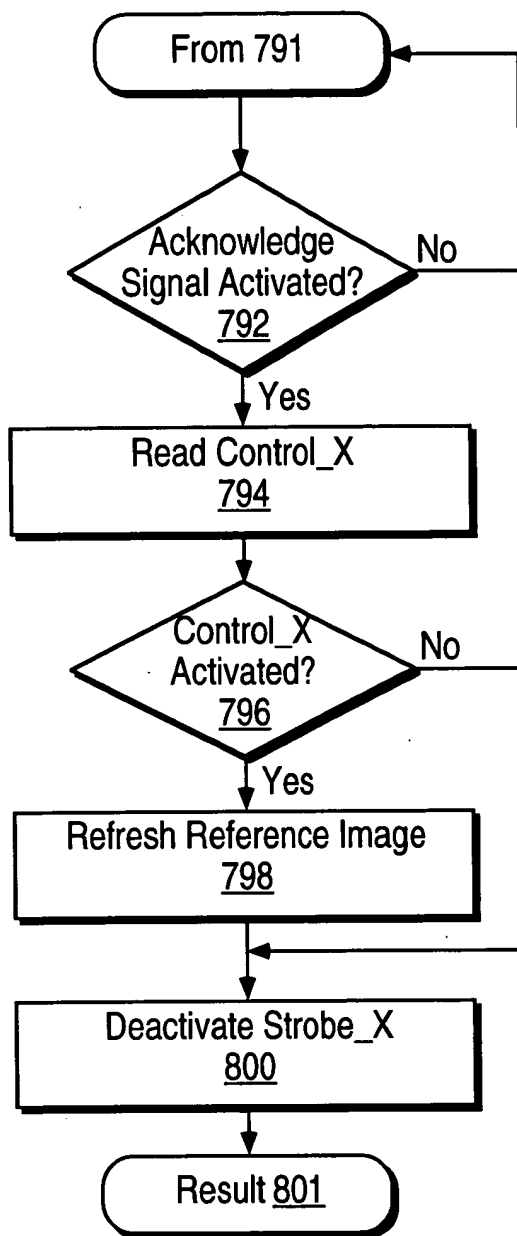 From 791
Acknowledge
Signal Activated?
792
No
Yes
Read Control_X
794
Control_X
Activated?
796
No
Yes
Refresh Reference Image
798
Deactivate Strobe_X
800
Result 801